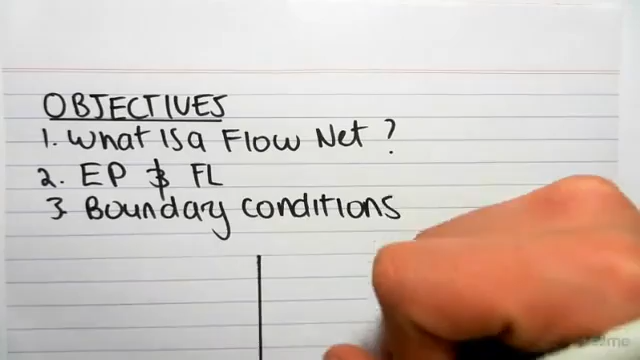 OBJECTIVES
1. What IS a Flow Net?
2. EP & FL
3. Boundary conditions